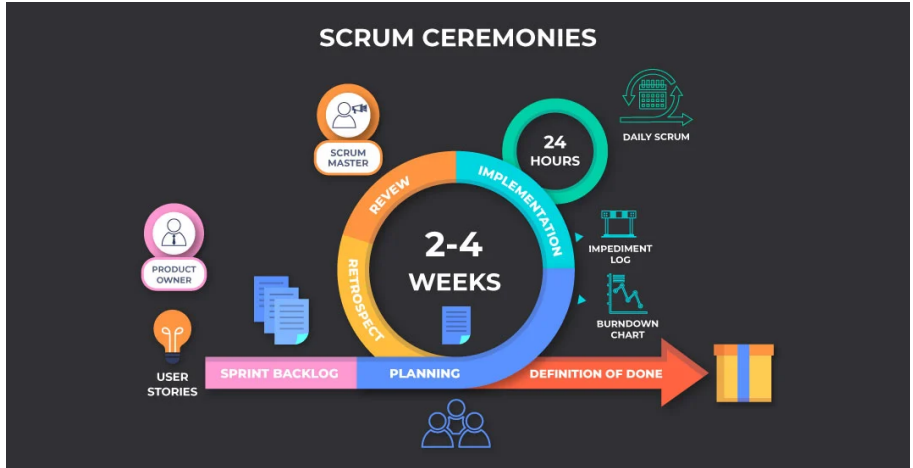 SCRUM CEREMONIES
SCRUM
MASTER
24
HOURS
DAILY SCRUM
REVEW
IMPLEMENTATION
PRODUCT
OWNER
2-4
WEEKS
IMPEDIMENT
LOG
RETROSPECT
BURNDOWN
CHART
USER
STORIES
SPRINT BACKLOG
PLANNING
DEFINITION OF DONE